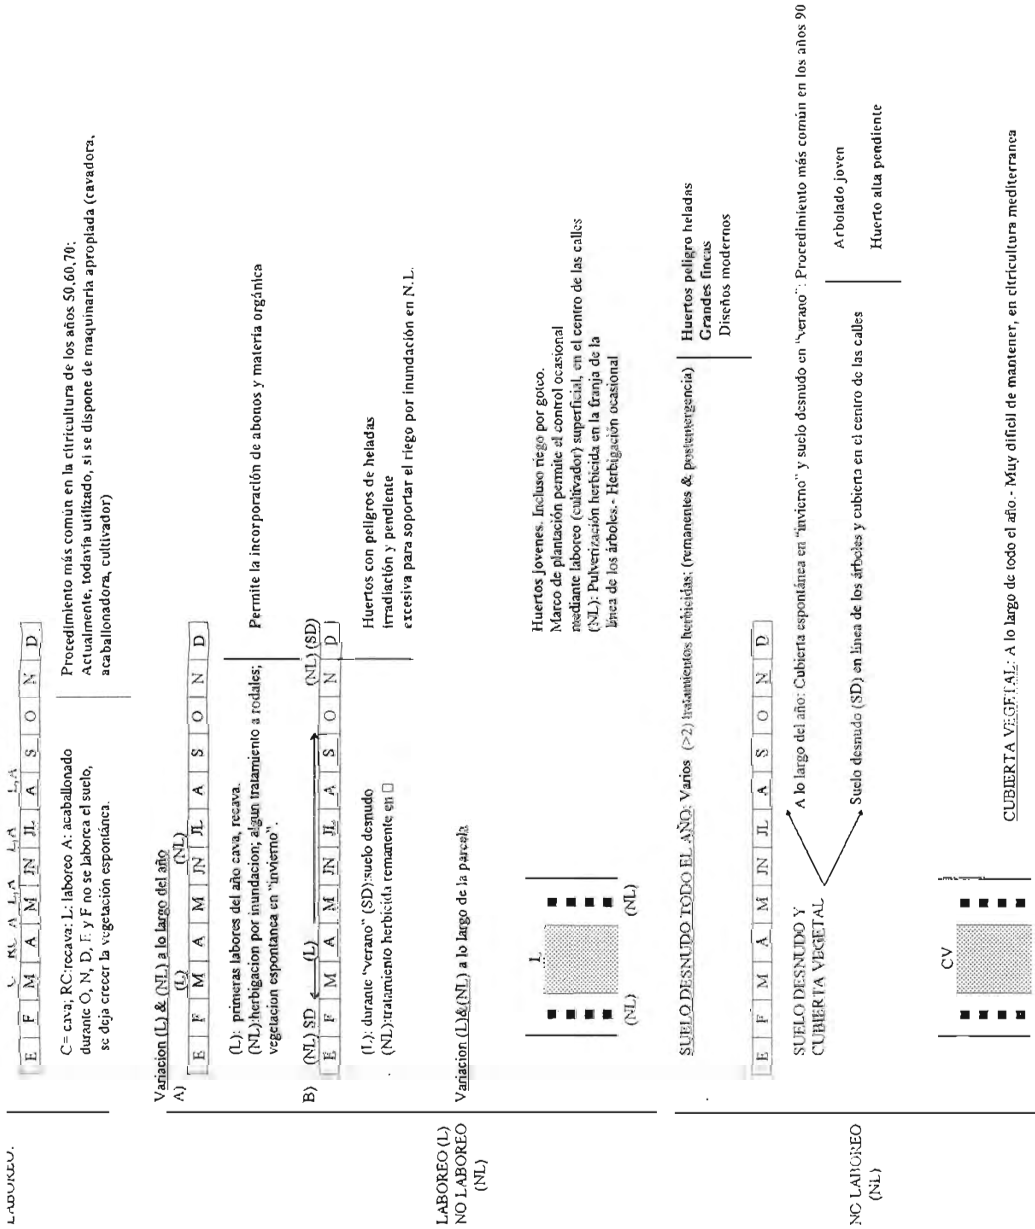 LABOREO.
C RC A L,A L,A L,A
E F M A M JN JL A S O N D
C= cava; RC:recava: L: laboreo A: acaballonado
durante O, N, D, E y F no se laborea el suelo,
se deja crecer la vegetación espontánea.
Procedimiento más común en la citricultura de los años 50,60,70:
Actualmente, todavía utilizado, si se dispone de maquinaria apropiada (cavadora,
acaballonadora, cultivador)
LABOREO (L)
NO LABOREO
(NL)
Variacion (L) & (NL) a lo largo del año
A)
(L) (NL)
E F M A M JN JL A S O N D
(L): primeras labores del año cava, recava.
(NL):herbigacion por inundacion; algun tratamiento a rodales;
vegetacion espontanea en "invierno".
Permite la incorporación de abonos y materia orgánica
B)
(NL) SD (L) (NL) (SD)
E F M A M JN JL A S O N D
(L): durante "verano" (SD):suelo desnudo
(NL):tratamiento herbicida remanente en □
Huertos con peligros de heladas
irradiación y pendiente
excesiva para soportar el riego por inundación en N.L.
Variacion (L)&(NL) a lo largo de la parcela
L
(NL) (NL)
Huertos jovenes. Incluso riego por goteo.
Marco de plantación permite el control ocasional
mediante laboreo (cultivador) superficial, en el centro de las calles
(NL): Pulverización herbicida en la franja de la
línea de los árboles.- Herbigación ocasional
NO LABOREO
(NL)
SUELO DESNUDO TODO EL AÑO: Varios (>2) tratamientos herbicidas; (remanentes & postemergencia)
Huertos peligro heladas
Grandes fincas
Diseños modernos
E F M A M JN JL A S O N D
SUELO DESNUDO Y
CUBIERTA VEGETAL
A lo largo del año: Cubierta espontánea en "invierno" y suelo desnudo en "verano": Procedimiento más común en los años 90
Suelo desnudo (SD) en línea de los árboles y cubierta en el centro de las calles
Arbolado joven
Huerto alta pendiente
CV
CUBIERTA VEGETAL: A lo largo de todo el año.- Muy difícil de mantener, en citricultura mediterranea